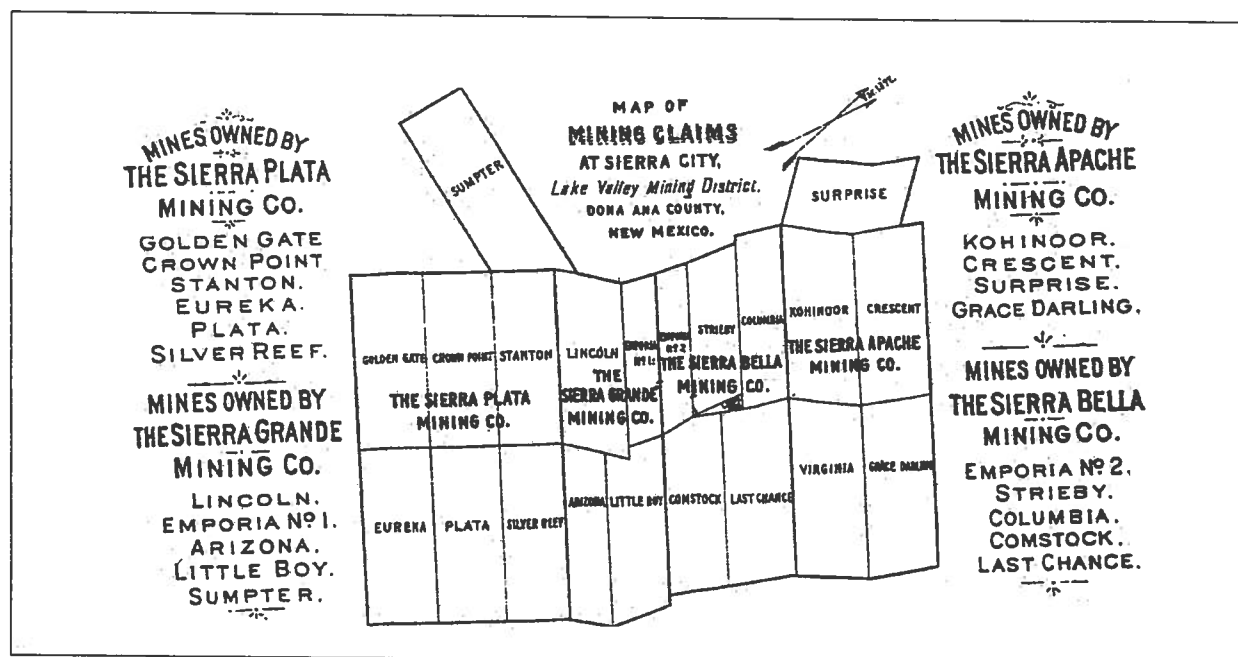 MINES OWNED BY
THE SIERRA PLATA
MINING CO.
GOLDEN GATE
CROWN POINT
STANTON.
EUREKA.
PLATA.
SILVER REEF.
MINES OWNED BY
THE SIERRA GRANDE
MINING CO.
LINCOLN.
EMPORIA Nº1.
ARIZONA.
LITTLE BOY.
SUMPTER.
MAP OF
MINING CLAIMS
AT SIERRA CITY,
Lake Valley Mining District.
DONA ANA COUNTY,
NEW MEXICO.
SUMPTER
SURPRISE
GOLDEN GATE
CROWN POINT
STANTON
LINCOLN
EMPORIA
Nº 1.
EMPORIA
Nº 2
STRIEBY
COLUMBIA
KOHINOOR
CRESCENT
THE SIERRA PLATA
MINING CO.
THE
SIERRA GRANDE
MINING CO.
THE SIERRA BELLA
MINING CO.
THE SIERRA APACHE
MINING CO.
EUREKA
PLATA
SILVER REEF
ARIZONA
LITTLE BOY
COMSTOCK
LAST CHANCE
VIRGINIA
GRACE DARLING
MINES OWNED BY
THE SIERRA APACHE
MINING CO.
KOHINOOR.
CRESCENT.
SURPRISE.
GRACE DARLING.
MINES OWNED BY
THE SIERRA BELLA
MINING CO.
EMPORIA Nº 2.
STRIEBY.
COLUMBIA.
COMSTOCK.
LAST CHANCE.